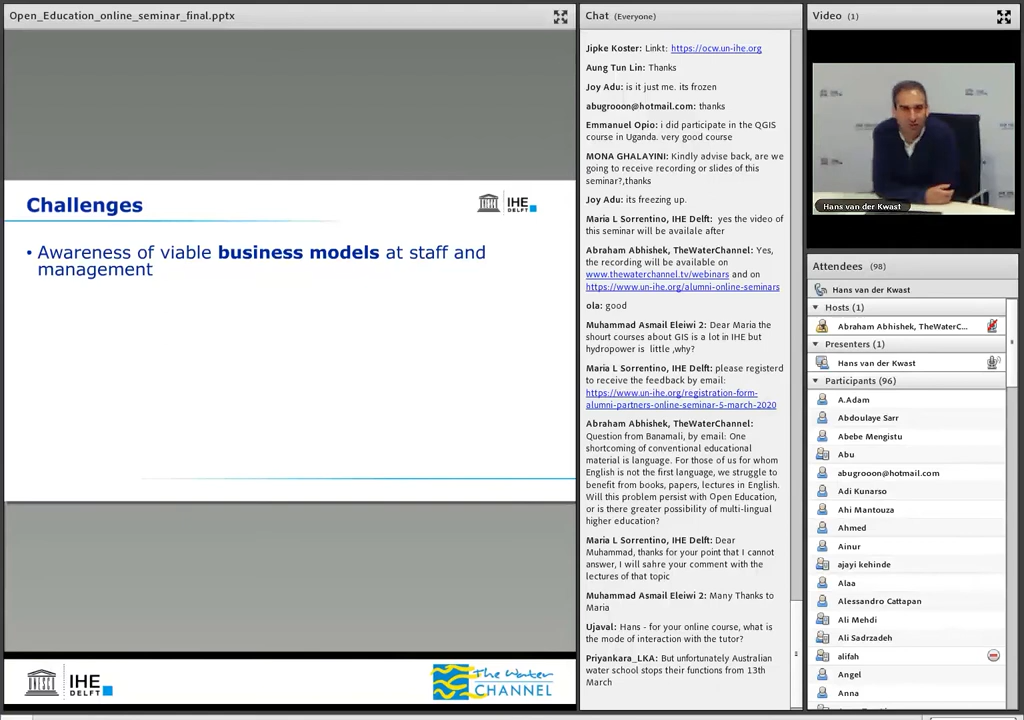 Open_Education_online_seminar_final.pptx
Challenges
IHE
DELFT
• Awareness of viable business models at staff and
management
IHE
DELFT
The Water
CHANNEL
Chat (Everyone)
Jipke Koster: Linkt: https://ocw.un-ihe.org
Aung Tun Lin: Thanks
Joy Adu: is it just me. its frozen
abugrooon@hotmail.com: thanks
Emmanuel Opio: i did participate in the QGIS
course in Uganda. very good course
MONA GHALAYINI: Kindly advise back, are we
going to receive recording or slides of this
seminar?,thanks
Joy Adu: its freezing up.
Maria L Sorrentino, IHE Delft: yes the video of
this seminar will be availale after
Abraham Abhishek, TheWaterChannel: Yes,
the recording will be available on
www.thewaterchannel.tv/webinars and on
https://www.un-ihe.org/alumni-online-seminars
ola: good
Muhammad Asmail Eleiwi 2: Dear Maria the
shourt courses about GIS is a lot in IHE but
hydropower is little ,why?
Maria L Sorrentino, IHE Delft: please registerd
to receive the feedback by email:
https://www.un-ihe.org/registration-form-
alumni-partners-online-seminar-5-march-2020
Abraham Abhishek, TheWaterChannel:
Question from Banamali, by email: One
shortcoming of conventional educational
material is language. For those of us for whom
English is not the first language, we struggle to
benefit from books, papers, lectures in English.
Will this problem persist with Open Education,
or is there greater possibility of multi-lingual
higher education?
Maria L Sorrentino, IHE Delft: Dear
Muhammad, thanks for your point that I cannot
answer, I will sahre your comment with the
lectures of that topic
Muhammad Asmail Eleiwi 2: Many Thanks to
Maria
Ujaval: Hans - for your online course, what is
the mode of interaction with the tutor?
Priyankara_LKA: But unfortunately Australian
water school stops their functions from 13th
March
Video (1)
Hans van der Kwast
Attendees (98)
Hans van der Kwast
Hosts (1)
Abraham Abhishek, TheWaterC...
Presenters (1)
Hans van der Kwast
Participants (96)
A.Adam
Abdoulaye Sarr
Abebe Mengistu
Abu
abugrooon@hotmail.com
Adi Kunarso
Ahi Mantouza
Ahmed
Ainur
ajayi kehinde
Alaa
Alessandro Cattapan
Ali Mehdi
Ali Sadrzadeh
alifah
Angel
Anna